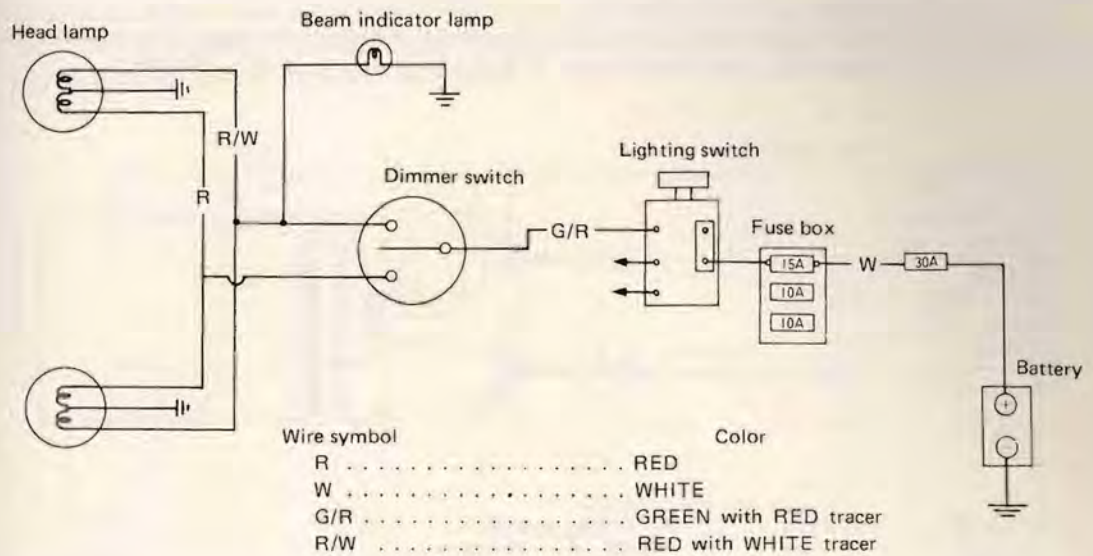 Head lamp
Beam indicator lamp
R/W
R
Dimmer switch
G/R
Lighting switch
Fuse box
15A
10A
10A
W
30A
Battery
+
−
Wire symbol Color
R . . . . . . . . . . . . . . . . . . RED
W . . . . . . . . . . . . . . . . . . WHITE
G/R . . . . . . . . . . . . . . . . . GREEN with RED tracer
R/W . . . . . . . . . . . . . . . . . RED with WHITE tracer